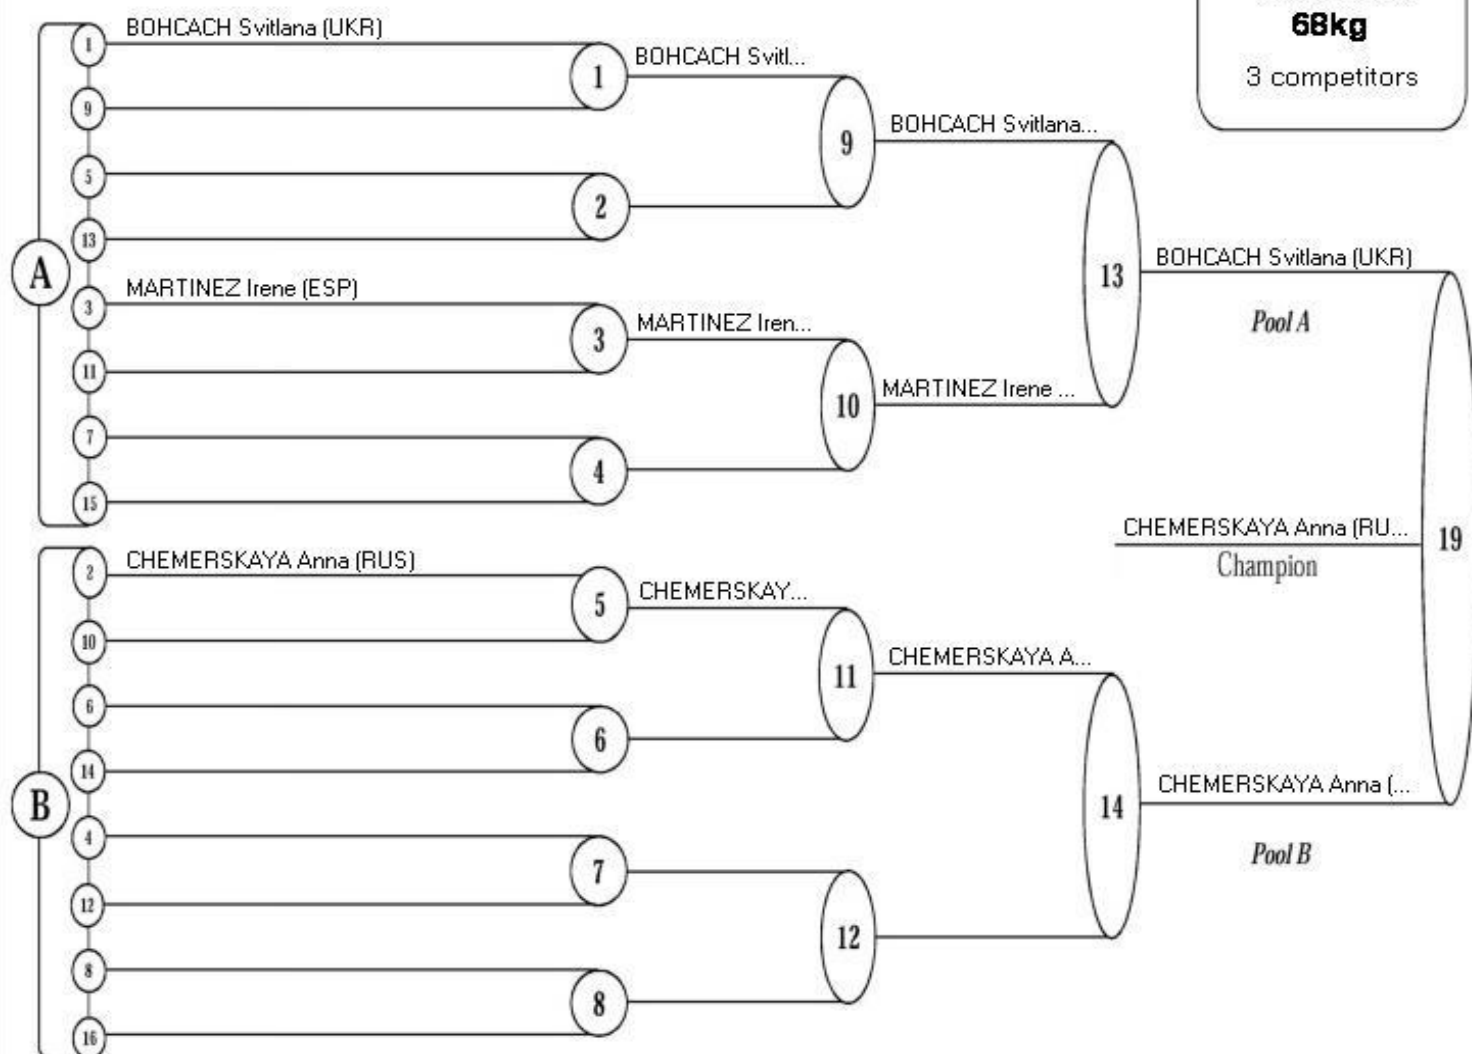 68kg
3 competitors
BOHCACH Svitlana (UKR)
1
9
5
13
MARTINEZ Irene (ESP)
3
11
7
15
A
1
2
3
4
BOHCACH Svitl...
MARTINEZ Iren...
9
10
BOHCACH Svitlana...
MARTINEZ Irene ...
13
BOHCACH Svitlana (UKR)
Pool A
CHEMERSKAYA Anna (RU...
Champion
19
CHEMERSKAYA Anna (RUS)
2
10
6
14
4
12
8
16
B
5
6
7
8
CHEMERSKAY...
11
12
CHEMERSKAYA A...
14
CHEMERSKAYA Anna (...
Pool B